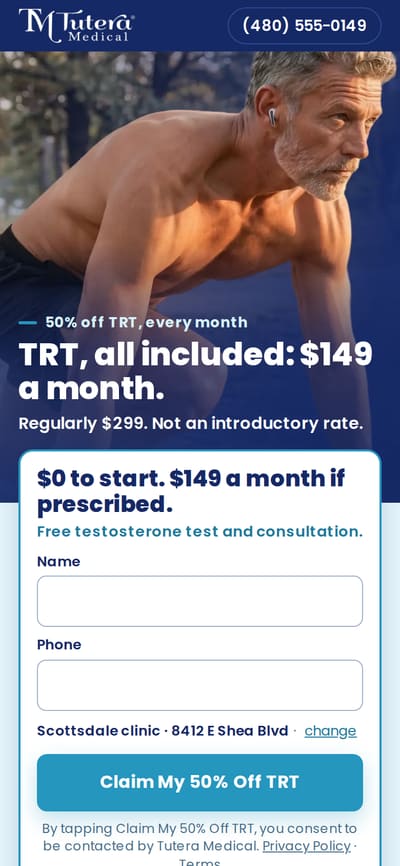 TM Tutera®
Medical
(480) 555-0149
50% off TRT, every month
TRT, all included: $149
a month.
Regularly $299. Not an introductory rate.
$0 to start. $149 a month if
prescribed.
Free testosterone test and consultation.
Name
Phone
Scottsdale clinic · 8412 E Shea Blvd · change
Claim My 50% Off TRT
By tapping Claim My 50% Off TRT, you consent to
be contacted by Tutera Medical. Privacy Policy ·
Terms